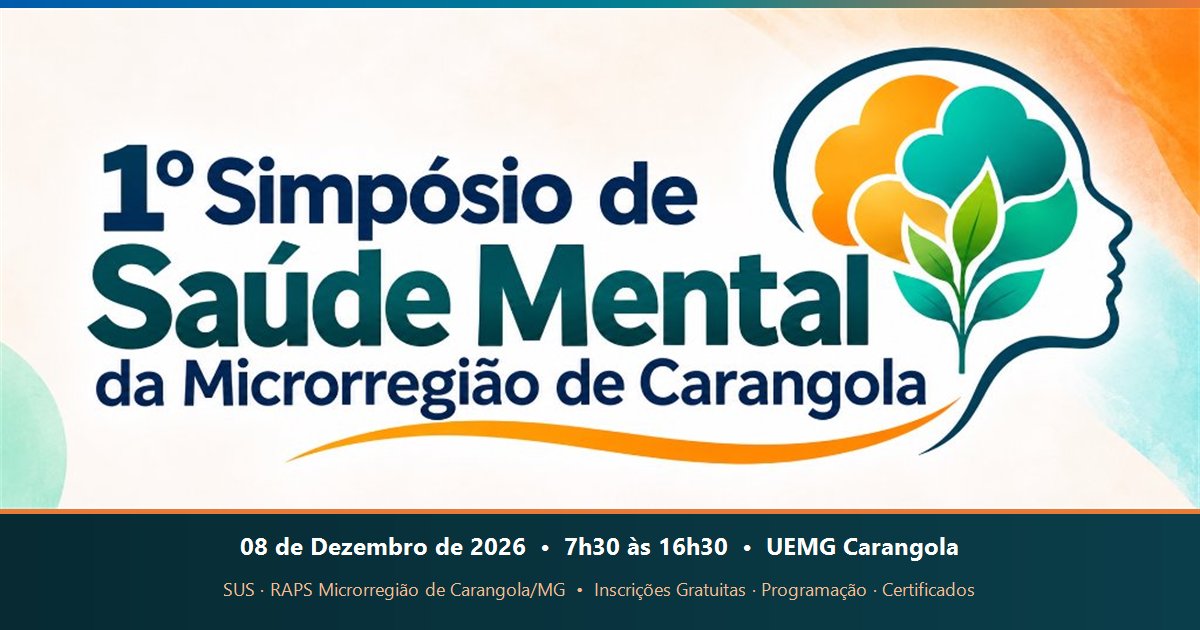 1º Simpósio de
Saúde Mental
da Microrregião de Carangola
08 de Dezembro de 2026 • 7h30 às 16h30 • UEMG Carangola
SUS · RAPS Microrregião de Carangola/MG • Inscrições Gratuitas · Programação · Certificados